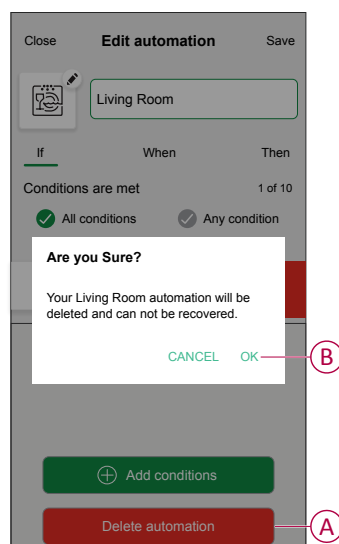 Close Edit automation Save
Living Room
If When Then
Conditions are met 1 of 10
All conditions Any condition
Are you Sure?
Your Living Room automation will be
deleted and can not be recovered.
CANCEL OK
B
Add conditions
Delete automation
A